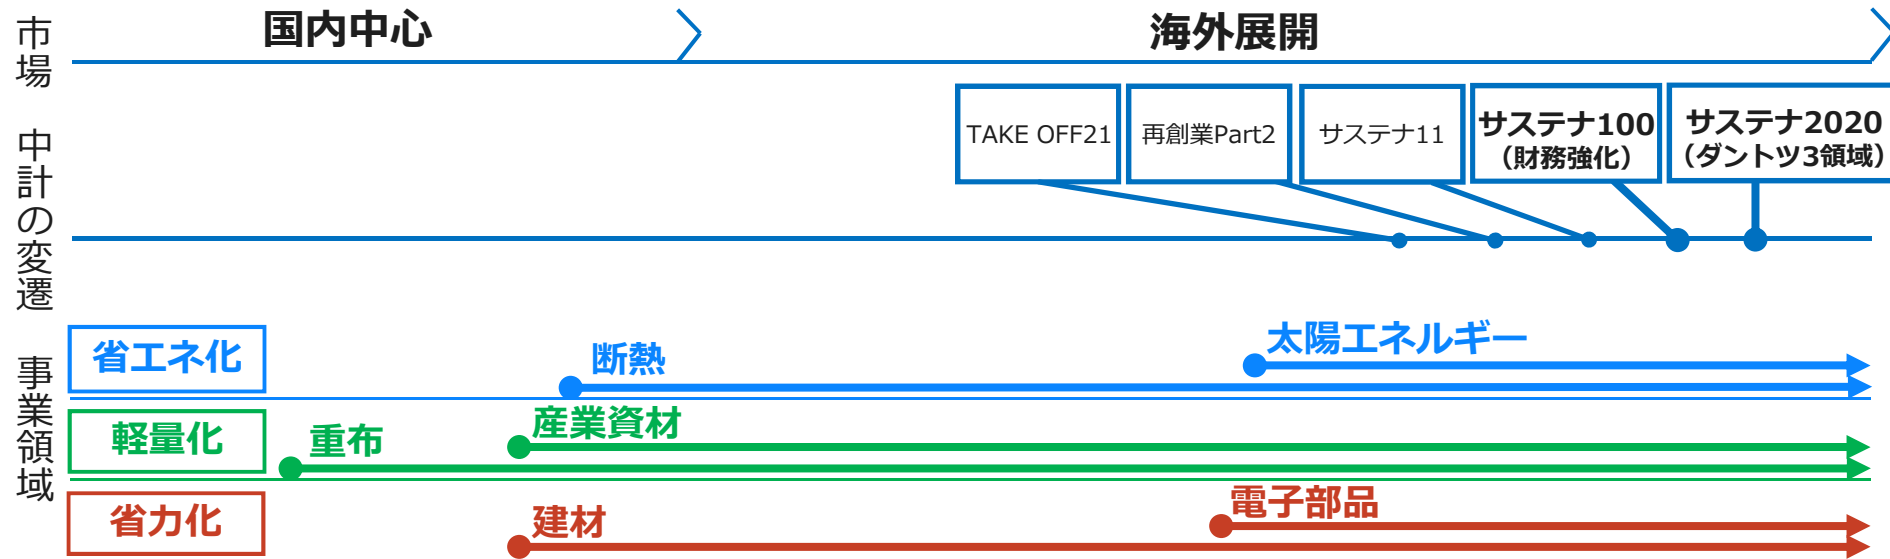 市場
国内中心
海外展開
中計の変遷
TAKE OFF21
再創業Part2
サステナ11
サステナ100
（財務強化）
サステナ2020
（ダントツ3領域）
事業領域
省エネ化
断熱
太陽エネルギー
軽量化
重布
産業資材
省力化
建材
電子部品